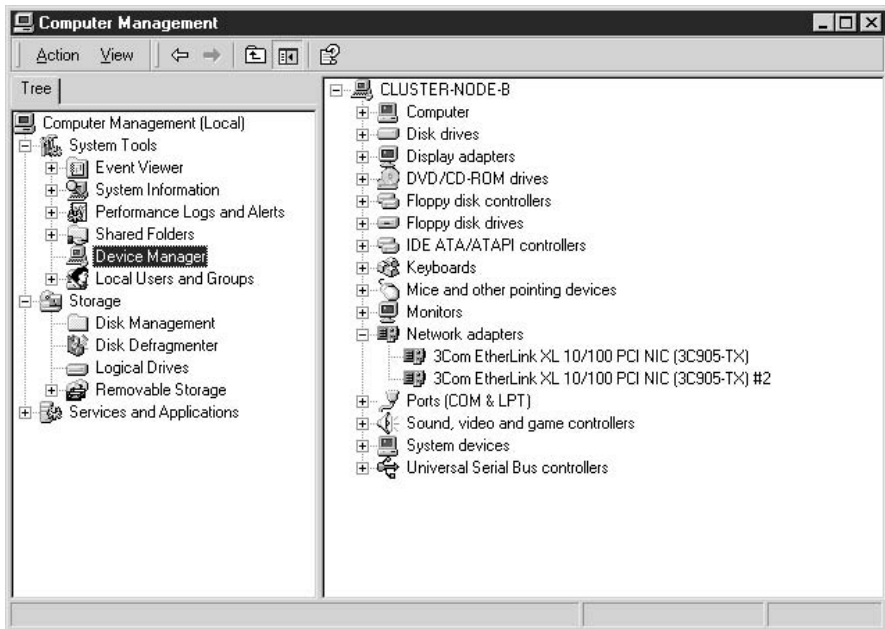 Computer Management
Action View
Tree
Computer Management (Local)
System Tools
Event Viewer
System Information
Performance Logs and Alerts
Shared Folders
Device Manager
Local Users and Groups
Storage
Disk Management
Disk Defragmenter
Logical Drives
Removable Storage
Services and Applications
CLUSTER-NODE-B
Computer
Disk drives
Display adapters
DVD/CD-ROM drives
Floppy disk controllers
Floppy disk drives
IDE ATA/ATAPI controllers
Keyboards
Mice and other pointing devices
Monitors
Network adapters
3Com EtherLink XL 10/100 PCI NIC (3C905-TX)
3Com EtherLink XL 10/100 PCI NIC (3C905-TX) #2
Ports (COM & LPT)
Sound, video and game controllers
System devices
Universal Serial Bus controllers